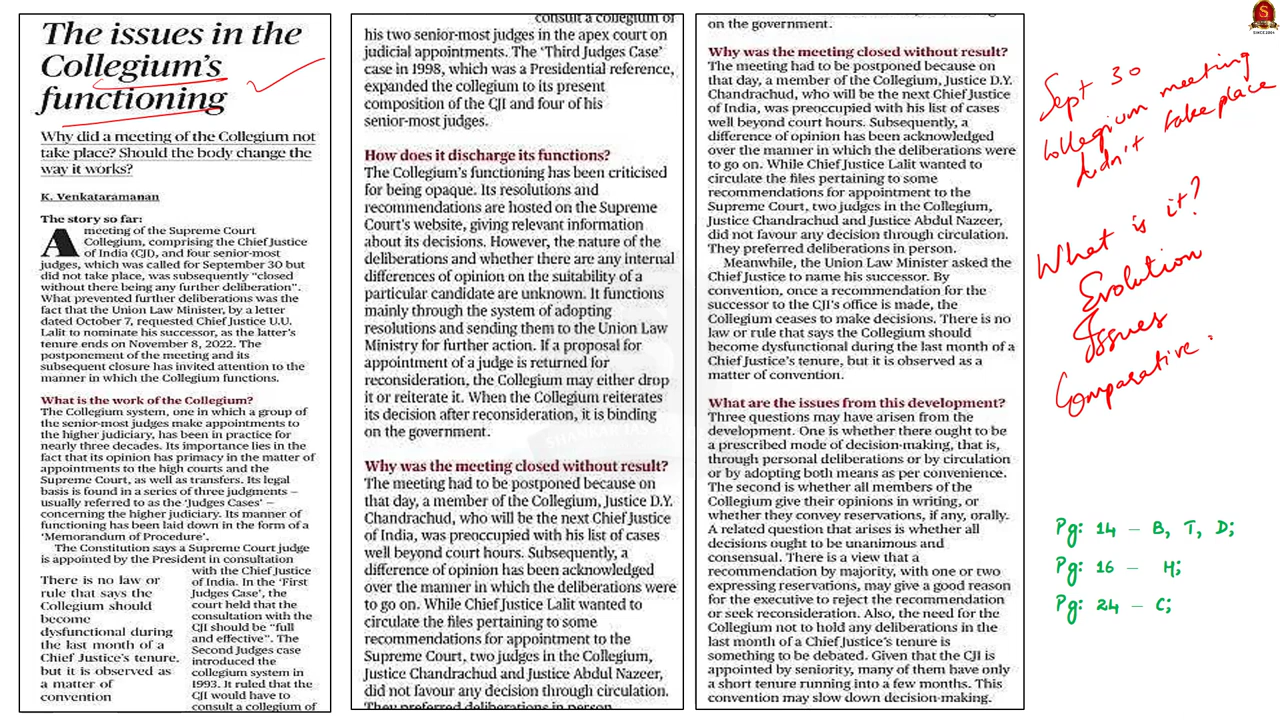 The issues in the
Collegium's
functioning
Why did a meeting of the Collegium not
take place? Should the body change the
way it works?
K. Venkataramanan
The story so far:
A meeting of the Supreme Court
Collegium, comprising the Chief Justice
of India (CJI), and four senior-most
judges, which was called for September 30 but
did not take place, was subsequently “closed
without there being any further deliberation”.
What prevented further deliberations was the
fact that the Union Law Minister, by a letter
dated October 7, requested Chief Justice U.U.
Lalit to nominate his successor, as the latter's
tenure ends on November 8, 2022. The
postponement of the meeting and its
subsequent closure has invited attention to the
manner in which the Collegium functions.
What is the work of the Collegium?
The Collegium system, one in which a group of
the senior-most judges make appointments to
the higher judiciary, has been in practice for
nearly three decades. Its importance lies in the
fact that its opinion has primacy in the matter of
appointments to the high courts and the
Supreme Court, as well as transfers. Its legal
basis is found in a series of three judgments –
usually referred to as the ‘Judges Cases’ –
concerning the higher judiciary. Its manner of
functioning has been laid down in the form of a
‘Memorandum of Procedure’.
The Constitution says a Supreme Court judge
is appointed by the President in consultation
with the Chief Justice
of India. In the ‘First
Judges Case’, the
court held that the
consultation with the
CJI should be “full
and effective”. The
Second Judges case
introduced the
collegium system in
1993. It ruled that the
CJI would have to
consult a collegium of
There is no law or
rule that says the
Collegium should
become
dysfunctional during
the last month of a
Chief Justice's tenure,
but it is observed as
a matter of
convention
consult a collegium of
his two senior-most judges in the apex court on
judicial appointments. The ‘Third Judges Case’
case in 1998, which was a Presidential reference,
expanded the collegium to its present
composition of the CJI and four of his
senior-most judges.
How does it discharge its functions?
The Collegium's functioning has been criticised
for being opaque. Its resolutions and
recommendations are hosted on the Supreme
Court's website, giving relevant information
about its decisions. However, the nature of the
deliberations and whether there are any internal
differences of opinion on the suitability of a
particular candidate are unknown. It functions
mainly through the system of adopting
resolutions and sending them to the Union Law
Ministry for further action. If a proposal for
appointment of a judge is returned for
reconsideration, the Collegium may either drop
it or reiterate it. When the Collegium reiterates
its decision after reconsideration, it is binding
on the government.
Why was the meeting closed without result?
The meeting had to be postponed because on
that day, a member of the Collegium, Justice D.Y.
Chandrachud, who will be the next Chief Justice
of India, was preoccupied with his list of cases
well beyond court hours. Subsequently, a
difference of opinion has been acknowledged
over the manner in which the deliberations were
to go on. While Chief Justice Lalit wanted to
circulate the files pertaining to some
recommendations for appointment to the
Supreme Court, two judges in the Collegium,
Justice Chandrachud and Justice Abdul Nazeer,
did not favour any decision through circulation.
They preferred deliberations in person.
on the government.
Why was the meeting closed without result?
The meeting had to be postponed because on
that day, a member of the Collegium, Justice D.Y.
Chandrachud, who will be the next Chief Justice
of India, was preoccupied with his list of cases
well beyond court hours. Subsequently, a
difference of opinion has been acknowledged
over the manner in which the deliberations were
to go on. While Chief Justice Lalit wanted to
circulate the files pertaining to some
recommendations for appointment to the
Supreme Court, two judges in the Collegium,
Justice Chandrachud and Justice Abdul Nazeer,
did not favour any decision through circulation.
They preferred deliberations in person.
Meanwhile, the Union Law Minister asked the
Chief Justice to name his successor. By
convention, once a recommendation for the
successor to the CJI's office is made, the
Collegium ceases to make decisions. There is no
law or rule that says the Collegium should
become dysfunctional during the last month of a
Chief Justice's tenure, but it is observed as a
matter of convention.
What are the issues from this development?
Three questions may have arisen from the
development. One is whether there ought to be
a prescribed mode of decision-making, that is,
through personal deliberations or by circulation
or by adopting both means as per convenience.
The second is whether all members of the
Collegium give their opinions in writing, or
whether they convey reservations, if any, orally.
A related question that arises is whether all
decisions ought to be unanimous and
consensual. There is a view that a
recommendation by majority, with one or two
expressing reservations, may give a good reason
for the executive to reject the recommendation
or seek reconsideration. Also, the need for the
Collegium not to hold any deliberations in the
last month of a Chief Justice's tenure is
something to be debated. Given that the CJI is
appointed by seniority, many of them have only
a short tenure running into a few months. This
convention may slow down decision-making.
Sept 30
Collegium meeting
didn't take place
What is it?
Evolution
Issues
Comparative.
Pg: 14 – B, T, D;
Pg: 16 – H;
Pg: 24 – C;